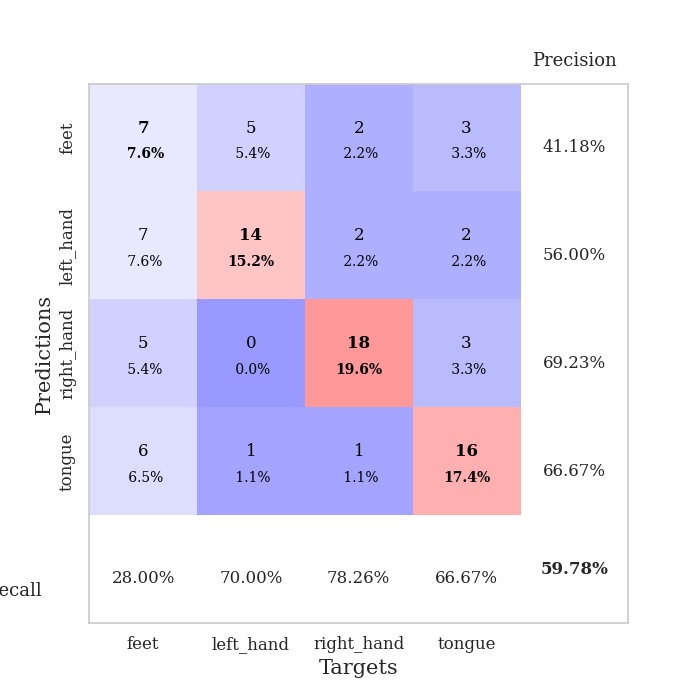 Precision
feet
7 5 2 3
7.6% 5.4% 2.2% 3.3%
41.18%
left_hand
7 14 2 2
7.6% 15.2% 2.2% 2.2%
56.00%
Predictions
right_hand
5 0 18 3
5.4% 0.0% 19.6% 3.3%
69.23%
tongue
6 1 1 16
6.5% 1.1% 1.1% 17.4%
66.67%
ecall
28.00% 70.00% 78.26% 66.67% 59.78%
feet left_hand right_hand tongue
Targets